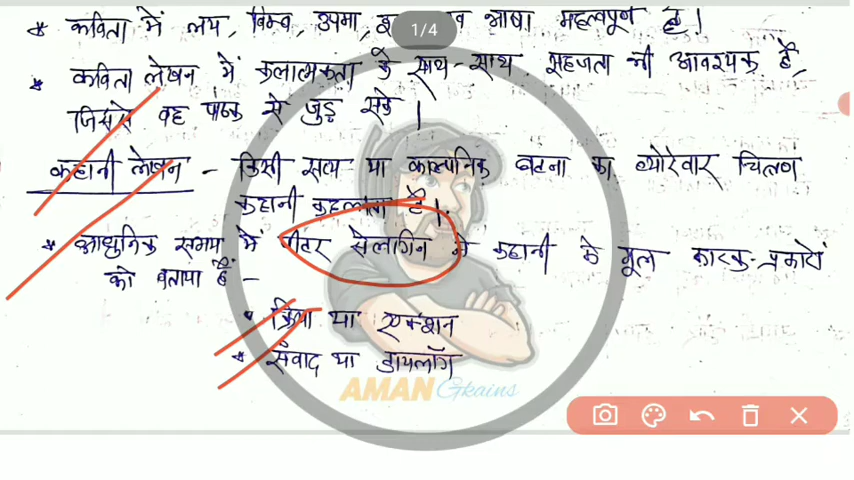 * कविता में लय, बिम्ब, उपमा, व भाषा महत्वपूर्ण है।
1/4
* कविता लेखन में कलात्मकता के साथ-साथ सहजता भी आवश्यक है,
जिससे वह पाठक से जुड़ सके।
कहानी लेखन - किसी सत्य या काल्पनिक घटना का ब्योरेवार चित्रण
कहानी कहलाता है।
* आधुनिक समय में पीटर सेलगिन ने कहानी के मूल कारक-प्रकारों
को बताया है -
* क्रिया या एक्शन
* संवाद या डायलॉग
AMAN Gkains